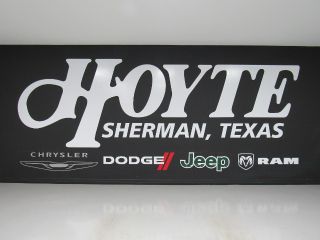 HOYTE
SHERMAN, TEXAS
CHRYSLER DODGE Jeep RAM